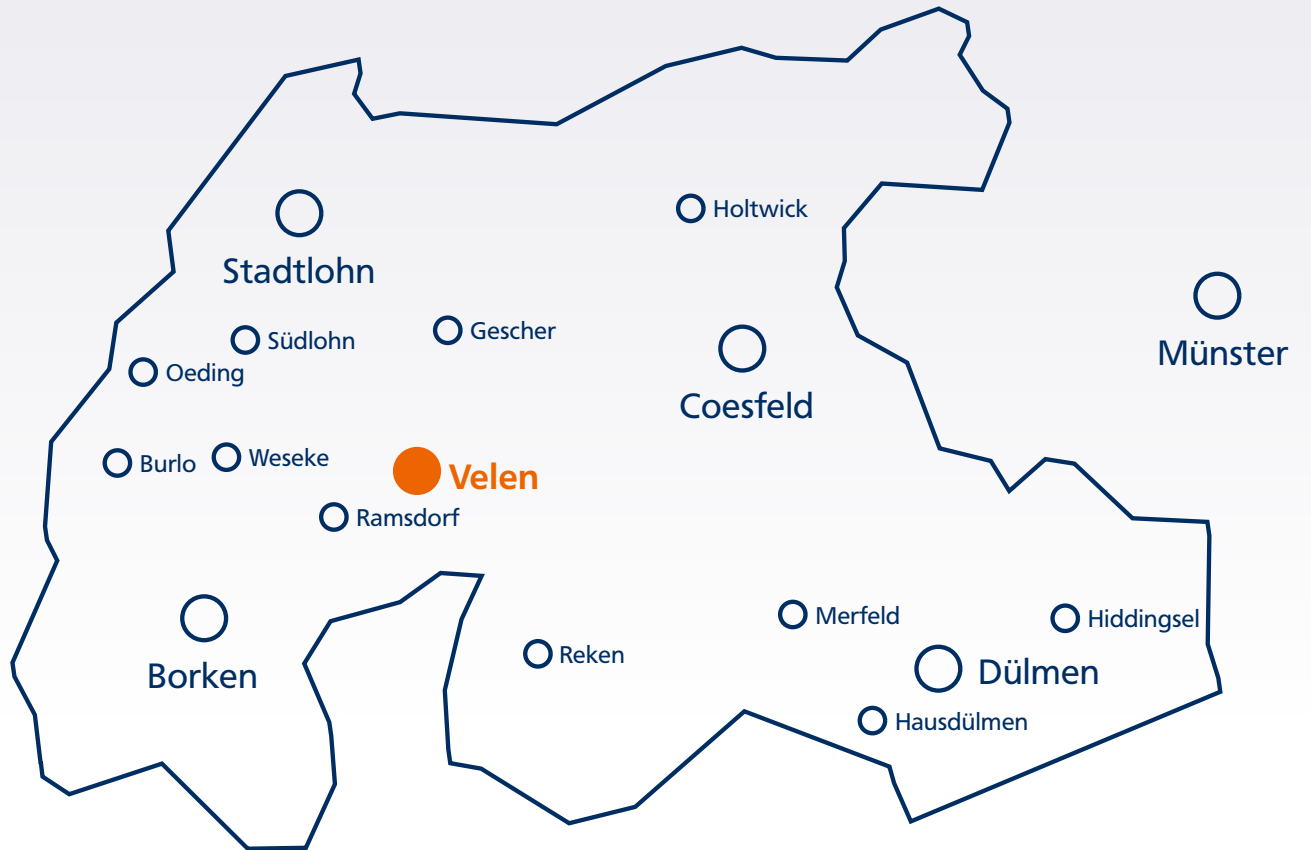 Holtwick
Stadtlohn
Südlohn
Gescher
Oeding
Münster
Coesfeld
Burlo
Weseke
Velen
Ramsdorf
Merfeld
Hiddingsel
Reken
Borken
Dülmen
Hausdülmen